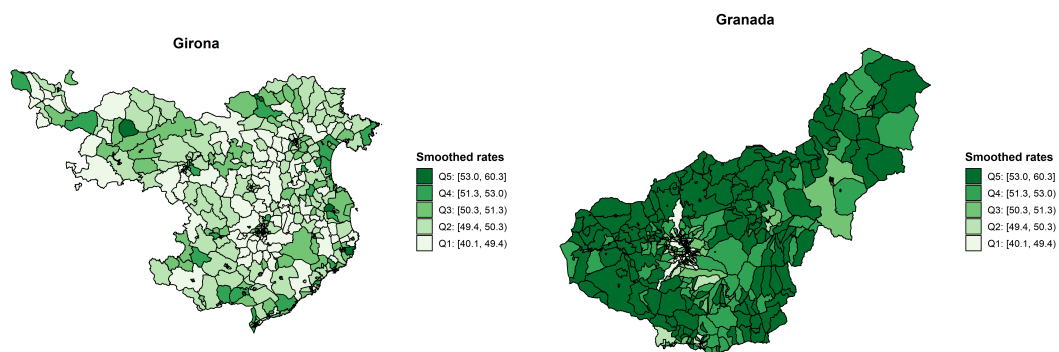 Girona
Smoothed rates
Q5: [53.0, 60.3]
Q4: [51.3, 53.0)
Q3: [50.3, 51.3)
Q2: [49.4, 50.3)
Q1: [40.1, 49.4)
Granada
Smoothed rates
Q5: [53.0, 60.3]
Q4: [51.3, 53.0)
Q3: [50.3, 51.3)
Q2: [49.4, 50.3)
Q1: [40.1, 49.4)